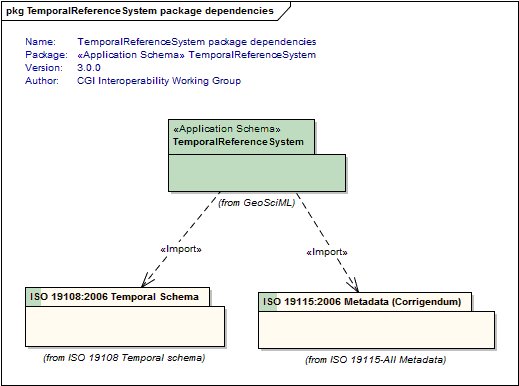 pkg TemporalReferenceSystem package dependencies
Name: TemporalReferenceSystem package dependencies
Package: «Application Schema» TemporalReferenceSystem
Version: 3.0.0
Author: CGI Interoperability Working Group
«Application Schema»
TemporalReferenceSystem
(from GeoSciML)
«Import»
«Import»
ISO 19108:2006 Temporal Schema
ISO 19115:2006 Metadata (Corrigendum)
(from ISO 19108 Temporal schema)
(from ISO 19115-All Metadata)